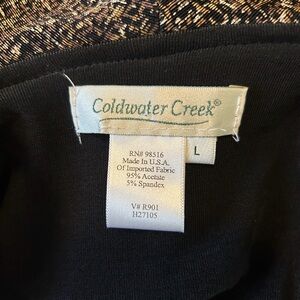 Coldwater Creek®
L
RN# 98516
Made In U.S.A.
Of Imported Fabric
95% Acetate
5% Spandex
V# R901
H27105